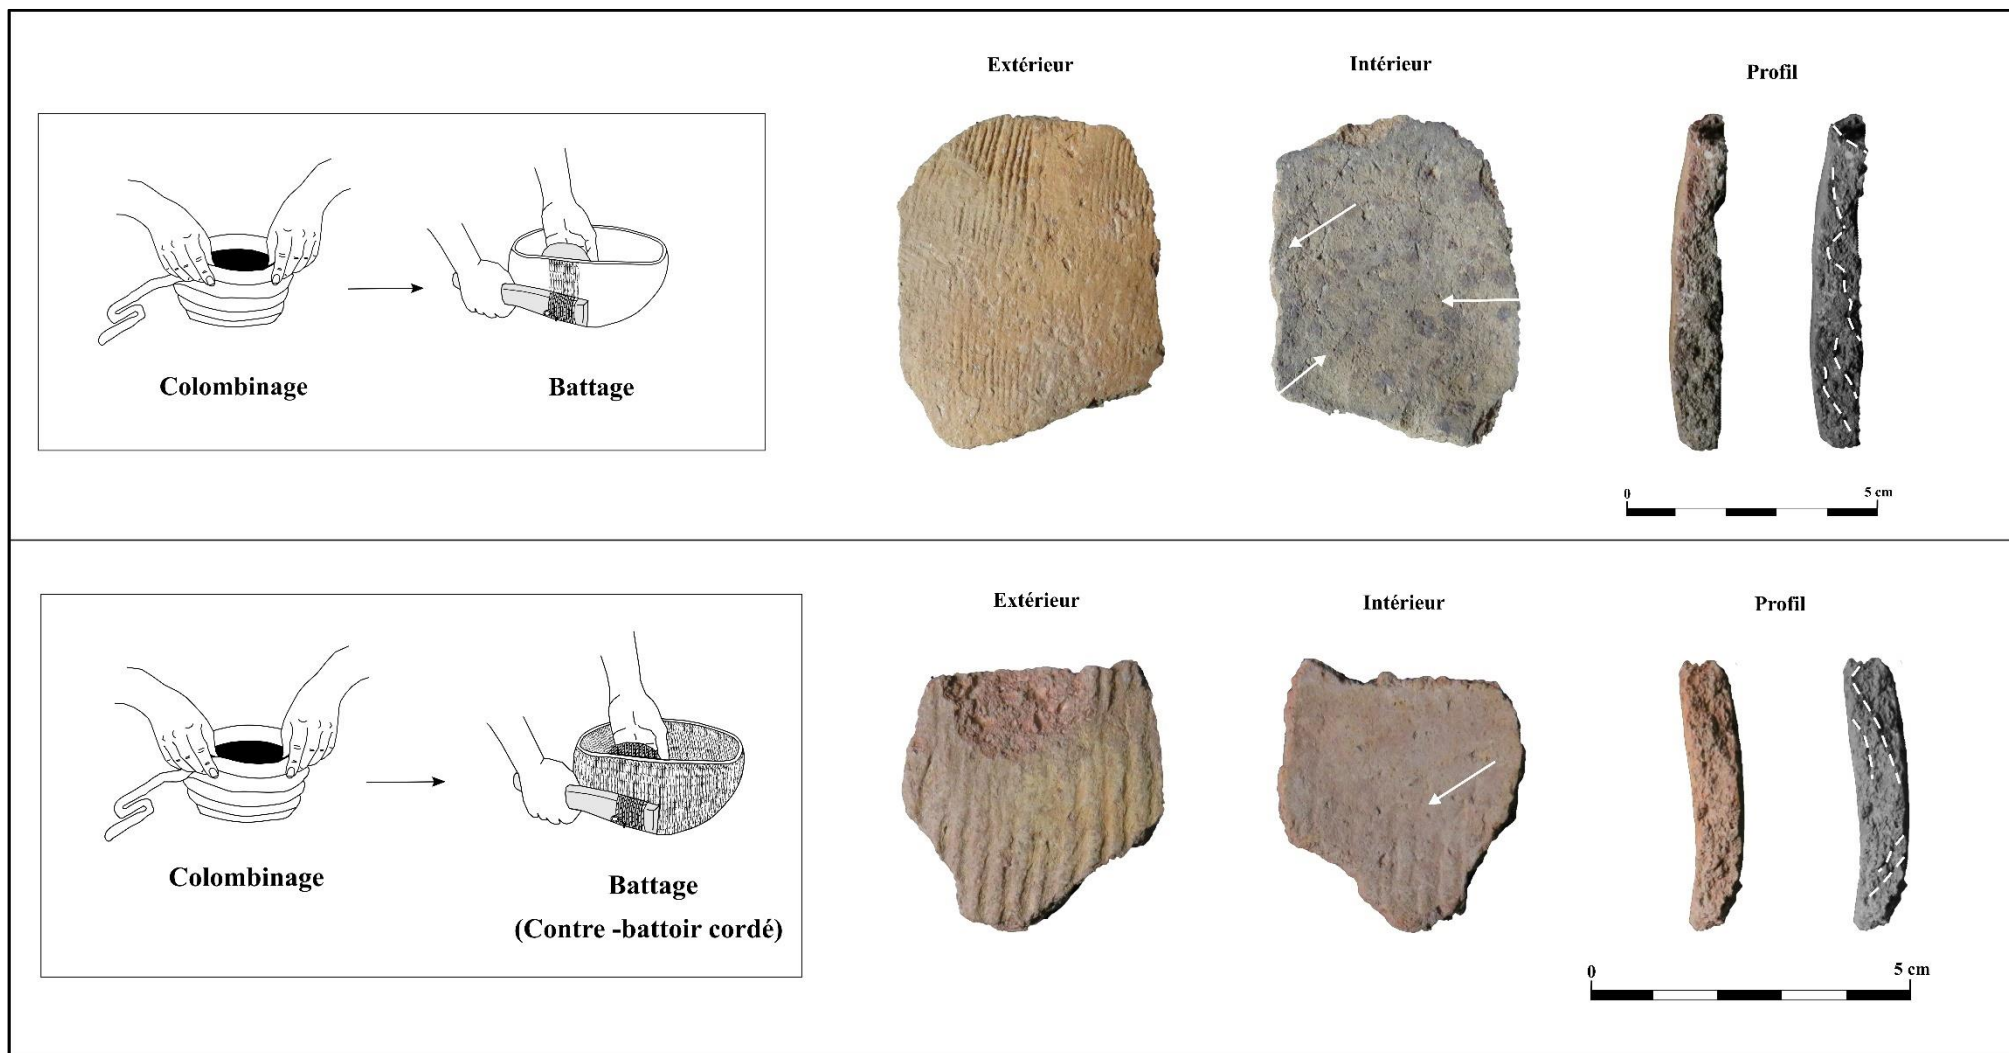 Extérieur
Intérieur
Profil
Colombinage
Battage
0
5 cm
Extérieur
Intérieur
Profil
Colombinage
Battage
(Contre -battoir cordé)
0
5 cm